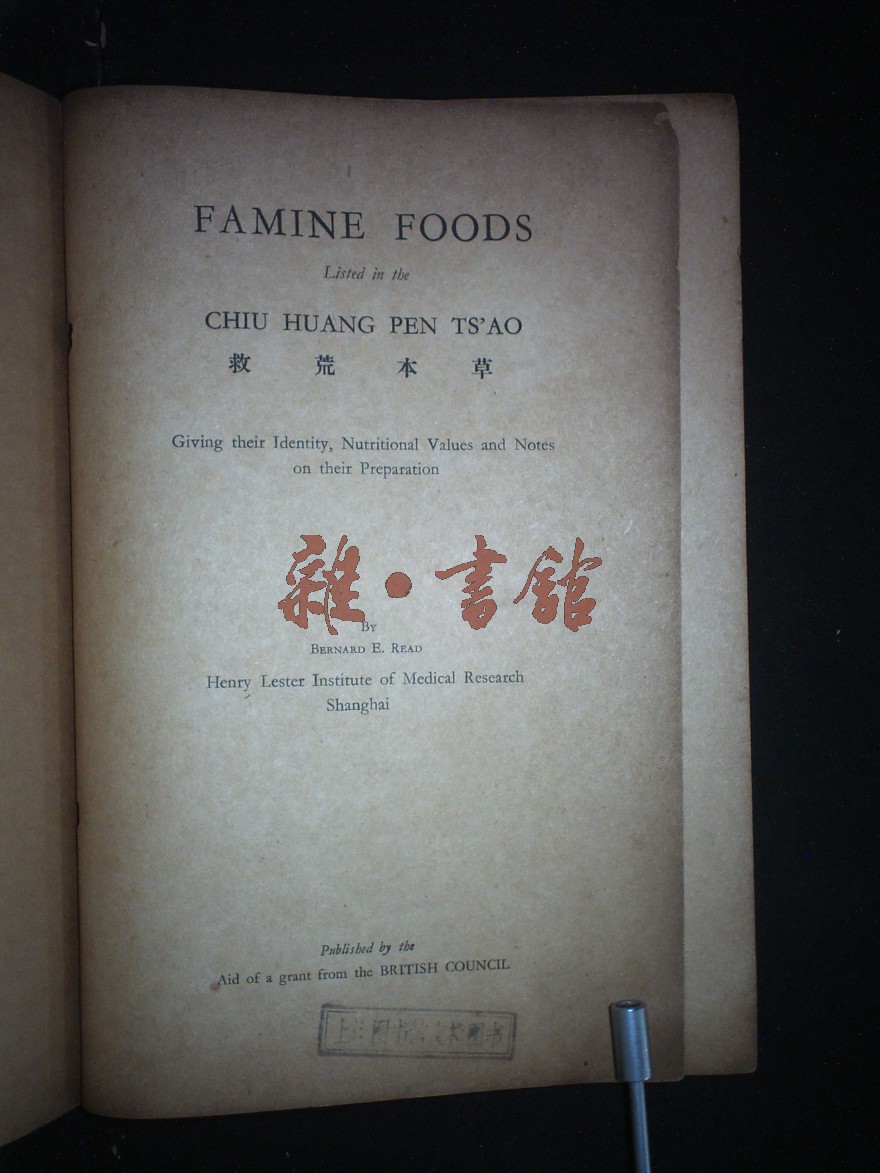 FAMINE FOODS
Listed in the
CHIU HUANG PEN TS'AO
救 荒 本 草
Giving their Identity, Nutritional Values and Notes
on their Preparation
雜·書館
By
Bernard E. Read
Henry Lester Institute of Medical Research
Shanghai
Published by the
Aid of a grant from the BRITISH COUNCIL